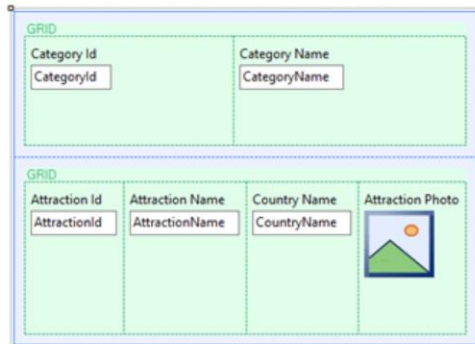 GRID
Category Id Category Name
CategoryId CategoryName
GRID
Attraction Id Attraction Name Country Name Attraction Photo
AttractionId AttractionName CountryName